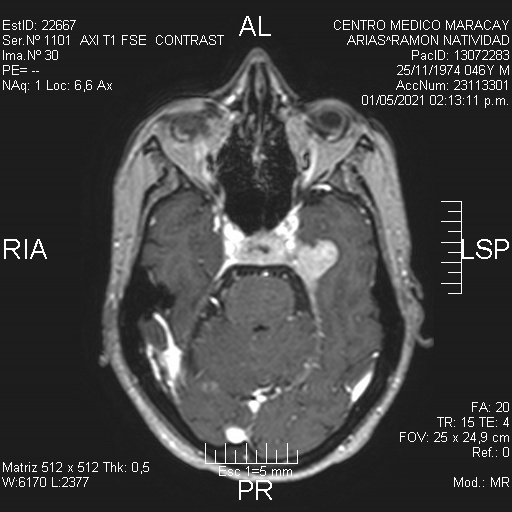 EstID: 22667
Ser.Nº 1101 AXI T1 FSE CONTRAST
Ima.Nº 30
PE= --
NAq: 1 Loc: 6,6 Ax
AL
CENTRO MEDICO MARACAY
ARIAS^RAMON NATIVIDAD
PacID: 13072283
25/11/1974 046Y M
AccNum: 23113301
01/05/2021 02:13:11 p.m.
RIA
LSP
FA: 20
TR: 15 TE: 4
FOV: 25 x 24,9 cm
Ref.: 0
Matriz 512 x 512 Thk: 0,5
W:6170 L:2377
Esc 1=5 mm
PR
Mod.: MR